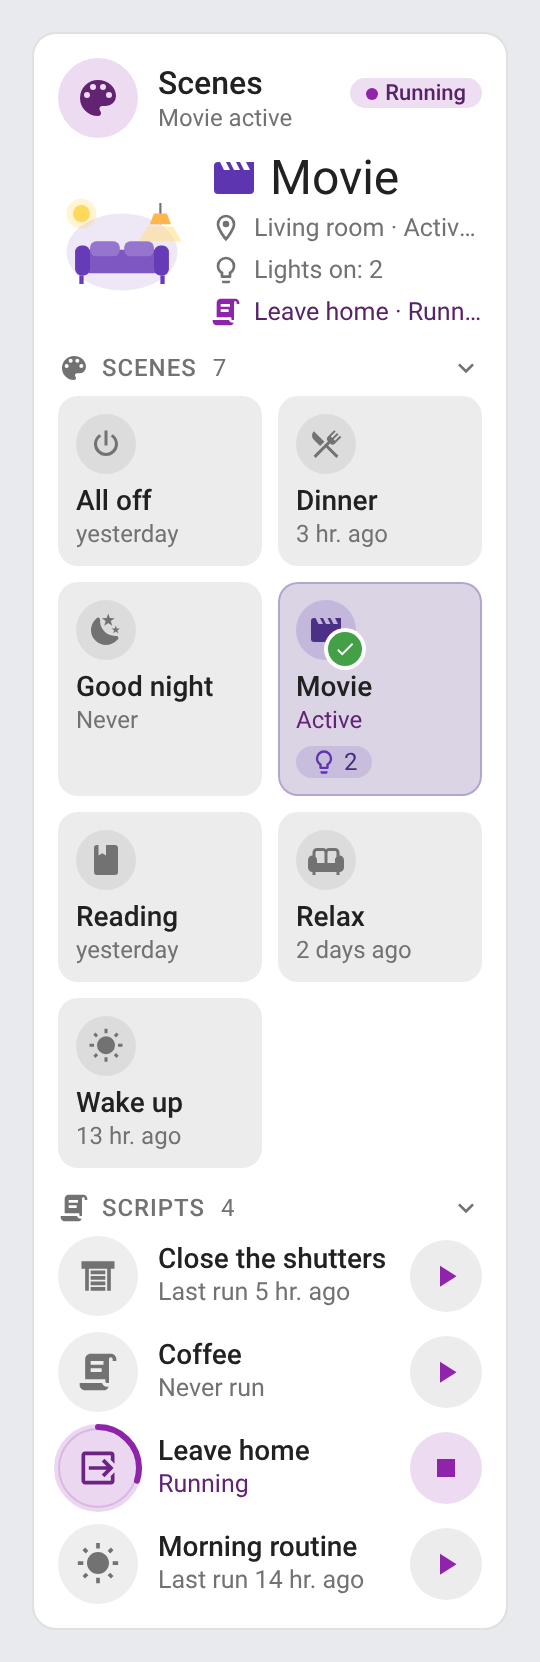 Scenes
Movie active
Running
Movie
Living room · Activ...
Lights on: 2
Leave home · Runn...
SCENES 7
All off
yesterday
Dinner
3 hr. ago
Good night
Never
Movie
Active
2
Reading
yesterday
Relax
2 days ago
Wake up
13 hr. ago
SCRIPTS 4
Close the shutters
Last run 5 hr. ago
Coffee
Never run
Leave home
Running
Morning routine
Last run 14 hr. ago